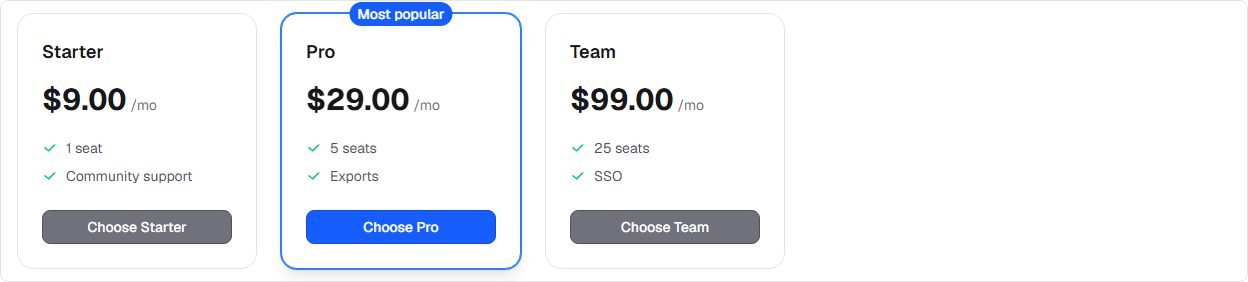 Most popular
Starter
$9.00 /mo
1 seat
Community support
Choose Starter
Pro
$29.00 /mo
5 seats
Exports
Choose Pro
Team
$99.00 /mo
25 seats
SSO
Choose Team